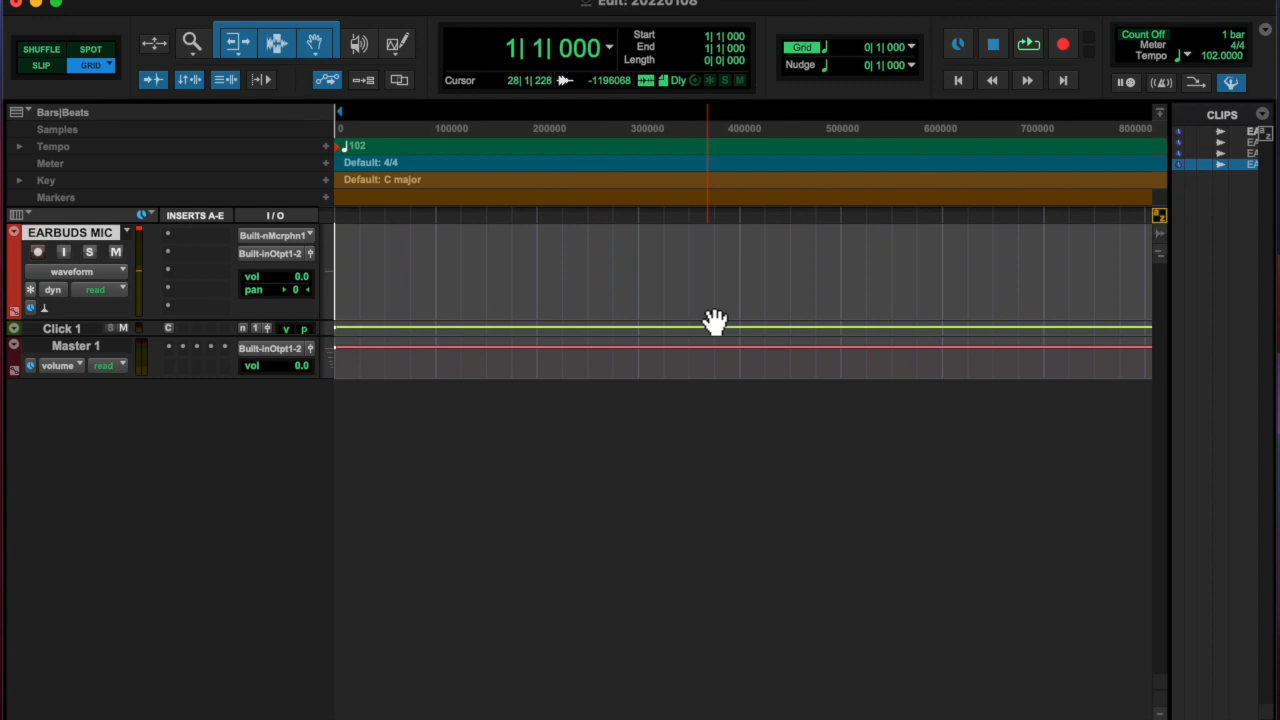 Edit: 20220108
SHUFFLE SPOT
SLIP GRID
1| 1| 000
Start 1| 1| 000
End 1| 1| 000
Length 0| 0| 000
Cursor 28| 1| 228 -1196068 Dly S M
Grid 0| 1| 000
Nudge 0| 1| 000
Count Off 1 bar
Meter 4/4
Tempo 102.0000
Bars|Beats
Samples 0 100000 200000 300000 400000 500000 600000 700000 800000
Tempo 102
Meter Default: 4/4
Key Default: C major
Markers
CLIPS
EA
EA
EA
EA
a z
INSERTS A-E I / O
a z
EARBUDS MIC Built-nMcrphn1
I S M Built-inOtpt1-2
waveform vol 0.0
dyn read pan 0
Click 1 S M C n 1 v p
Master 1 Built-inOtpt1-2
volume read vol 0.0